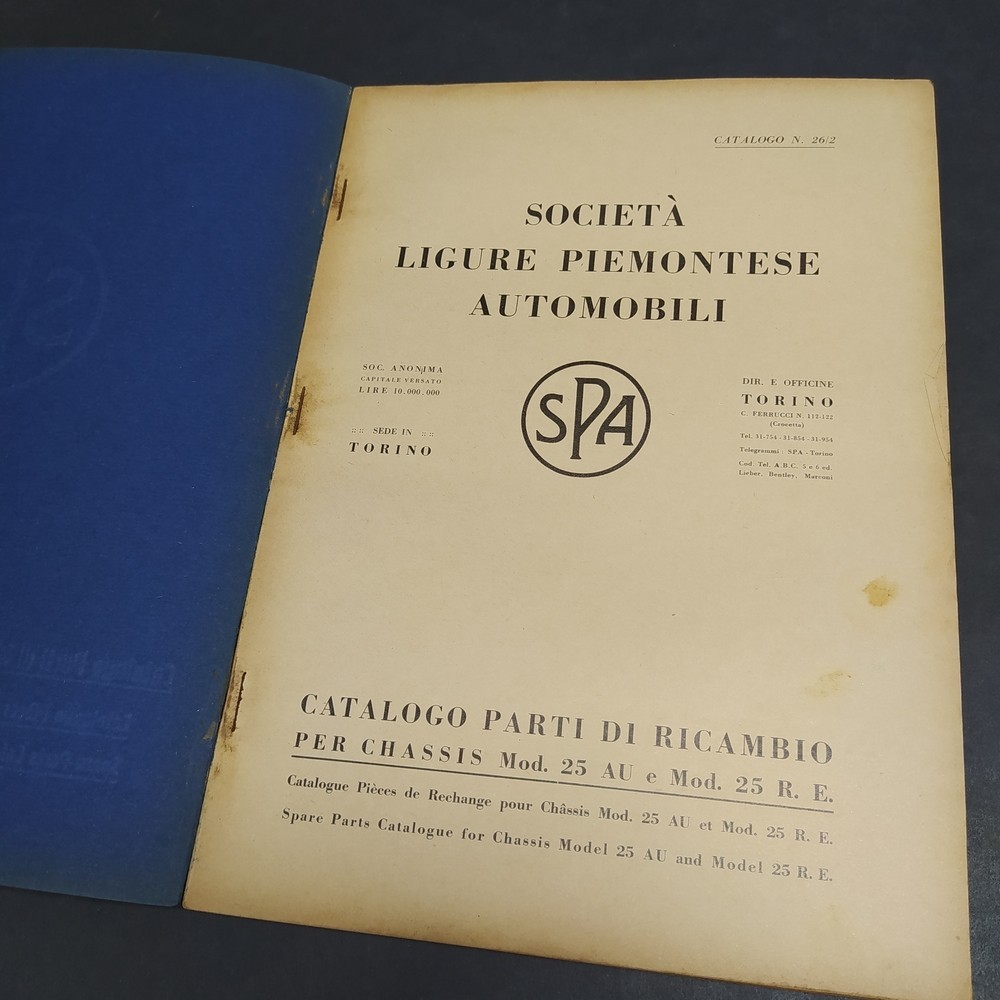 CATALOGO N. 26/2
SOCIETÀ
LIGURE PIEMONTESE
AUTOMOBILI
SOC. ANONIMA
CAPITALE VERSATO
LIRE 10.000.000
:: :: SEDE IN :: ::
TORINO
SPA
DIR. E OFFICINE
TORINO
C. FERRUCCI N. 112-122
(Crocetta)
Tel. 31-754 - 31-854 - 31-954
Telegrammi - SPA - Torino
Cod. Tel. A.B.C. 5 e 6 ed.
Lieber, Bentley, Marconi
CATALOGO PARTI DI RICAMBIO
PER CHASSIS Mod. 25 AU e Mod. 25 R. E.
Catalogue Pièces de Rechange pour Châssis Mod. 25 AU et Mod. 25 R. E.
Spare Parts Catalogue for Chassis Model 25 AU and Model 25 R. E.